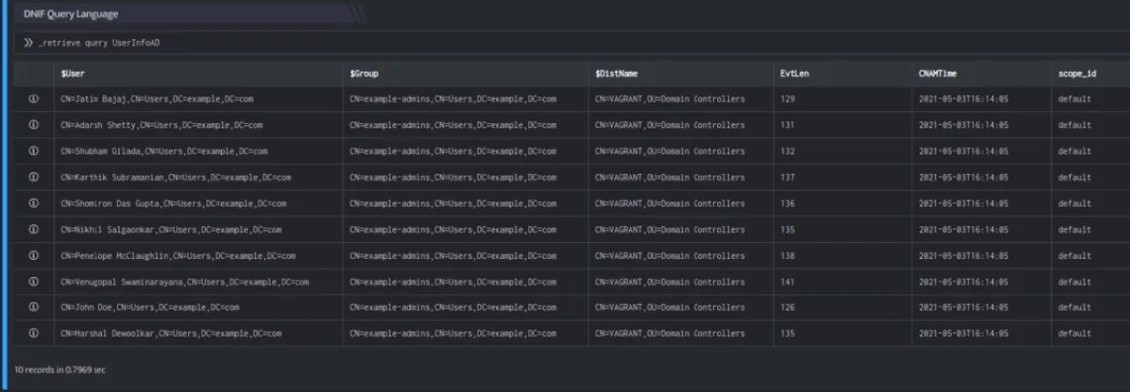 DNIF Query Language
_retrieve query UserInfoAD
$User $Group $DistName EvtLen CNAMTime scope_id
CN=Jatin Bajaj,CN=Users,DC=example,DC=com CN=example-admins,CN=Users,DC=example,DC=com CN=VAGRANT,OU=Domain Controllers 129 2021-05-03T16:14:05 default
CN=Adarsh Shetty,CN=Users,DC=example,DC=com CN=example-admins,CN=Users,DC=example,DC=com CN=VAGRANT,OU=Domain Controllers 131 2021-05-03T16:14:05 default
CN=Shubham Gilada,CN=Users,DC=example,DC=com CN=example-admins,CN=Users,DC=example,DC=com CN=VAGRANT,OU=Domain Controllers 132 2021-05-03T16:14:05 default
CN=Karthik Subramanian,CN=Users,DC=example,DC=com CN=example-admins,CN=Users,DC=example,DC=com CN=VAGRANT,OU=Domain Controllers 137 2021-05-03T16:14:05 default
CN=Shomiron Das Gupta,CN=Users,DC=example,DC=com CN=example-admins,CN=Users,DC=example,DC=com CN=VAGRANT,OU=Domain Controllers 136 2021-05-03T16:14:05 default
CN=Nikhil Salgaonkar,CN=Users,DC=example,DC=com CN=example-admins,CN=Users,DC=example,DC=com CN=VAGRANT,OU=Domain Controllers 135 2021-05-03T16:14:05 default
CN=Penelope McClaughlin,CN=Users,DC=example,DC=com CN=example-admins,CN=Users,DC=example,DC=com CN=VAGRANT,OU=Domain Controllers 138 2021-05-03T16:14:05 default
CN=Venugopal Swaminarayana,CN=Users,DC=example,DC=com CN=example-admins,CN=Users,DC=example,DC=com CN=VAGRANT,OU=Domain Controllers 141 2021-05-03T16:14:05 default
CN=John Doe,CN=Users,DC=example,DC=com CN=example-admins,CN=Users,DC=example,DC=com CN=VAGRANT,OU=Domain Controllers 126 2021-05-03T16:14:05 default
CN=Harshal Dewoolkar,CN=Users,DC=example,DC=com CN=example-admins,CN=Users,DC=example,DC=com CN=VAGRANT,OU=Domain Controllers 135 2021-05-03T16:14:05 default
10 records in 0.7969 sec